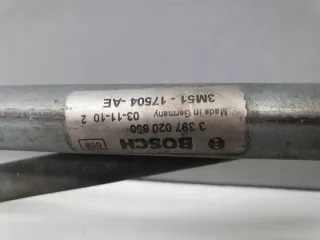 BOSCH
3 397 020 650
Made in Germany
03-11-10 2
3M51 - 17504 -AE